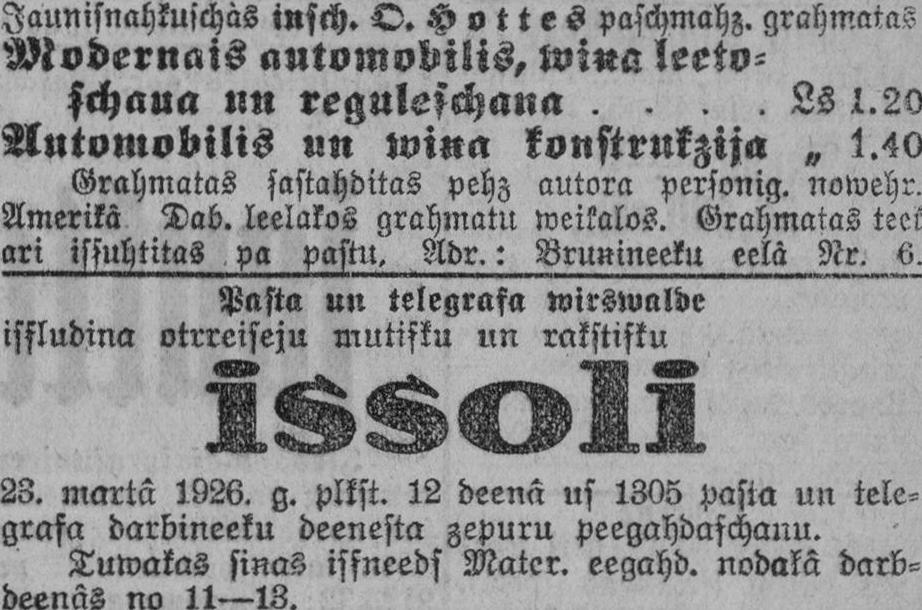 Jaunisnahkuschàs insch. O. Hottes paschmahz. grahmatas
Modernais automobilis, wina leeto-
schana un reguleschana . . . . Ls 1.20
Automobilis un wina konstrukzija „ 1.40
Grahmatas sastahditas pehz autora personig. nowehr.
Amerikâ Dab. leelakos grahmatu weikalos. Grahmatas teek
ari issuhtitas pa pastu. Adr.: Bruņineeku eelâ Nr. 6.
Pasta un telegrafa wirswalde
isſludina otrreiseju mutisku un rakstisku
issoli
23. martâ 1926. g. plkst. 12 deenâ us 1305 pasta un tele-
grafa darbineeku deenesta zepuru peegahdaschanu.
Tuwakas sinas issneeds Mater. eegahd. nodaļâ darb-
deenâs no 11—13.